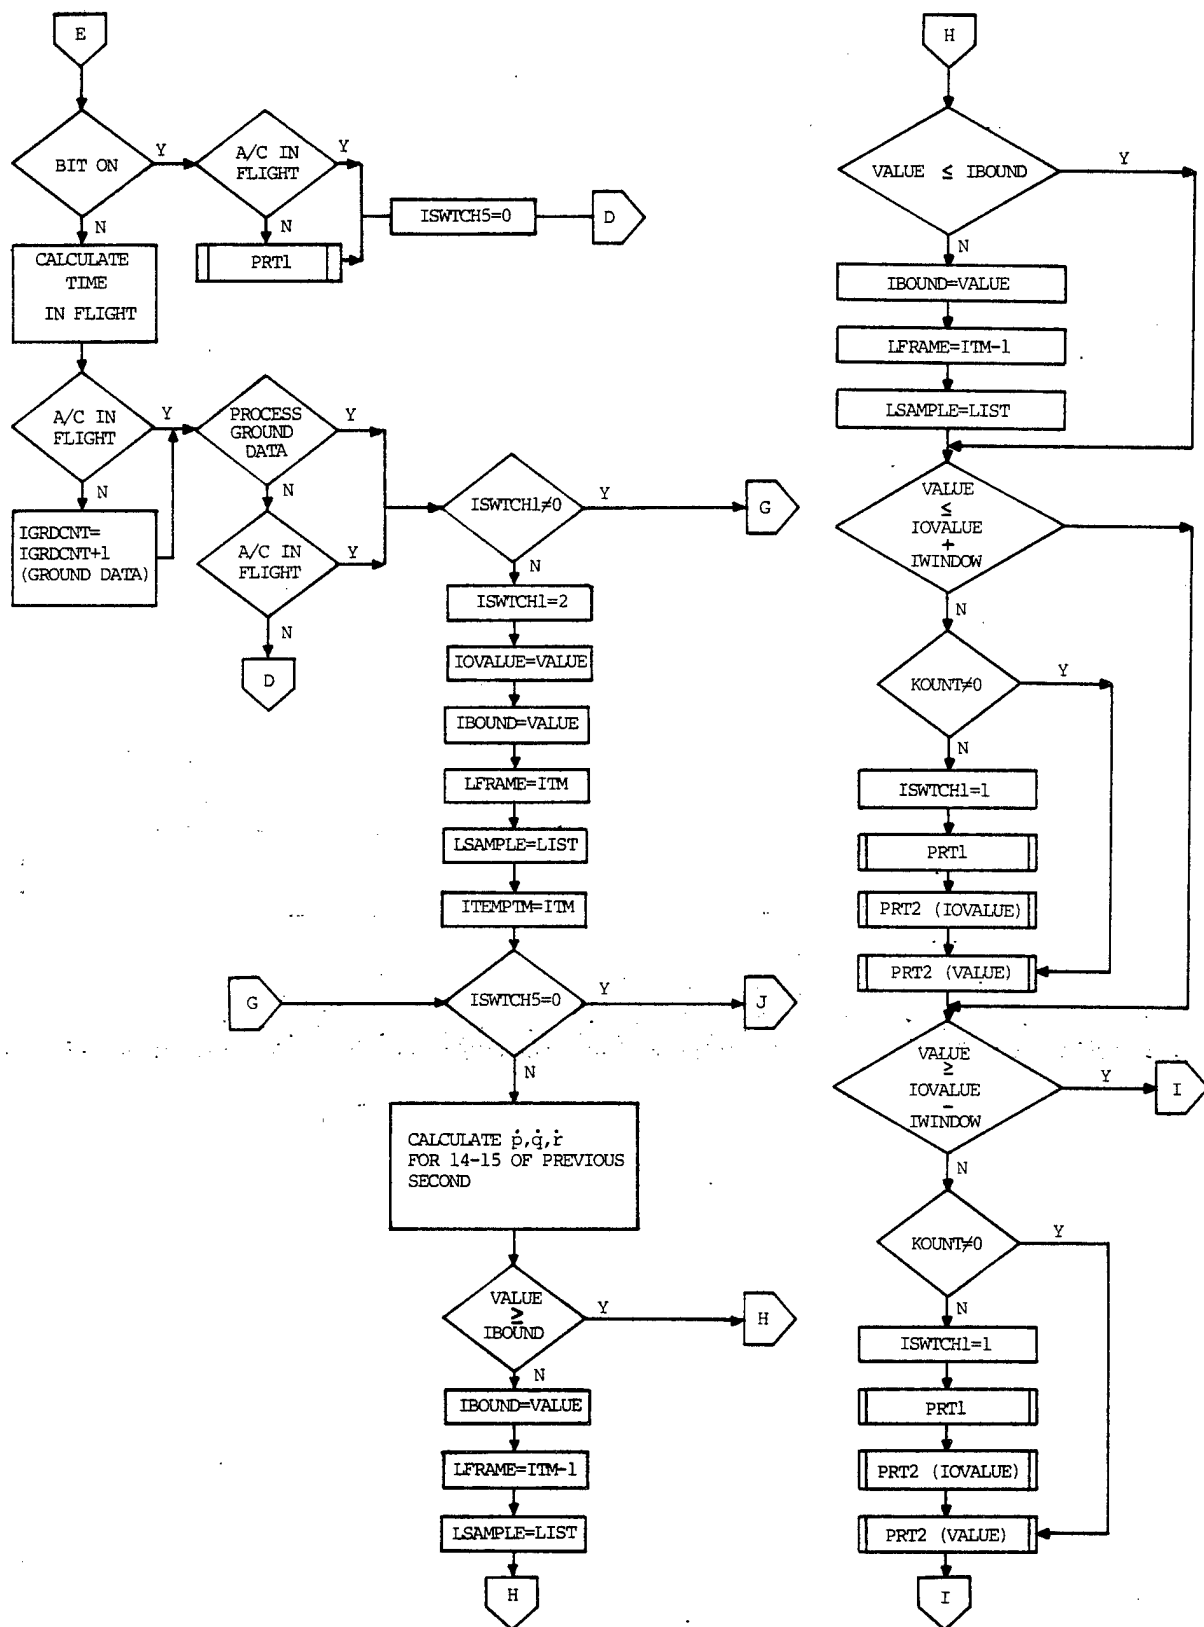 E
BIT ON
Y
A/C IN
FLIGHT
Y
N
PRT1
ISWTCH5=0
D
N
CALCULATE
TIME
IN FLIGHT
A/C IN
FLIGHT
Y
N
IGRDCNT=
IGRDCNT+1
(GROUND DATA)
PROCESS
GROUND
DATA
Y
N
A/C IN
FLIGHT
Y
N
D
ISWTCH1≠0
Y
G
N
ISWTCH1=2
IOVALUE=VALUE
IBOUND=VALUE
LFRAME=ITM
LSAMPLE=LIST
ITEMPTM=ITM
G
ISWTCH5=0
Y
J
N
CALCULATE ṗ,q̇,ṙ
FOR 14-15 OF PREVIOUS
SECOND
VALUE
≥
IBOUND
Y
H
N
IBOUND=VALUE
LFRAME=ITM-1
LSAMPLE=LIST
H
H
VALUE ≤ IBOUND
Y
N
IBOUND=VALUE
LFRAME=ITM-1
LSAMPLE=LIST
VALUE
≤
IOVALUE
+
IWINDOW
N
KOUNT≠0
Y
N
ISWTCH1=1
PRT1
PRT2 (IOVALUE)
PRT2 (VALUE)
VALUE
≥
IOVALUE
-
IWINDOW
Y
I
N
KOUNT≠0
Y
N
ISWTCH1=1
PRT1
PRT2 (IOVALUE)
PRT2 (VALUE)
I